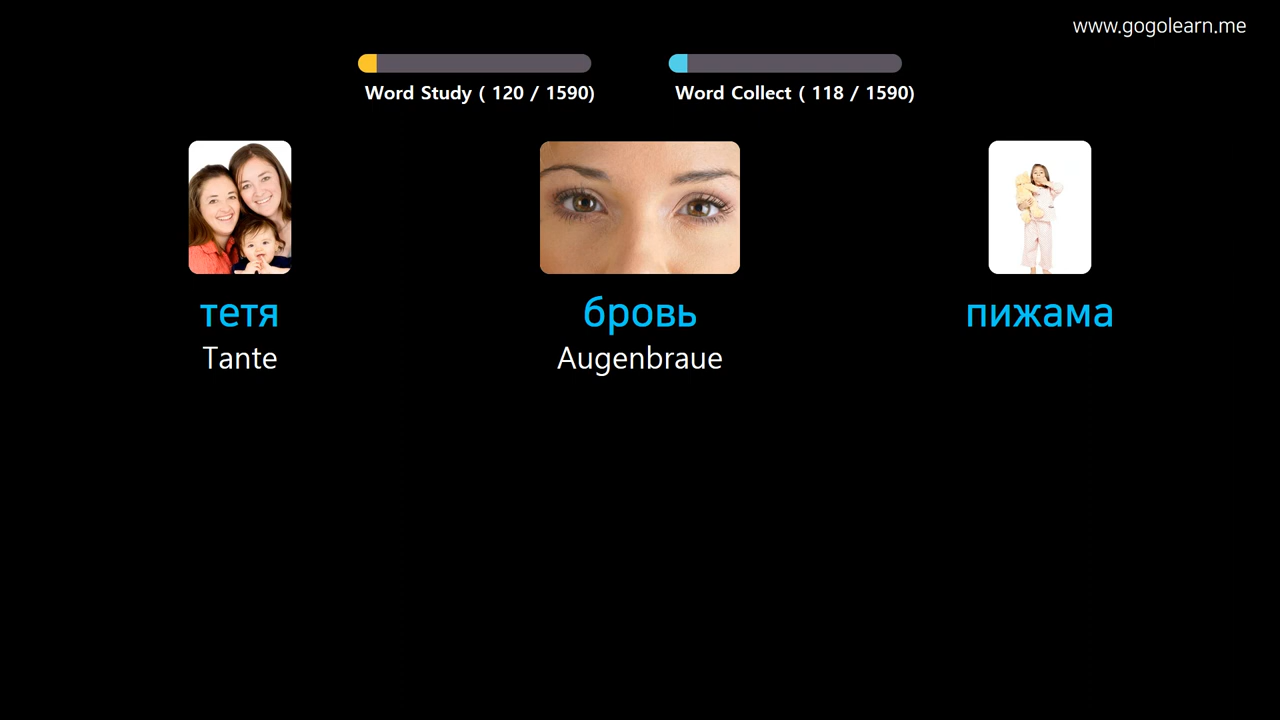 www.gogolearn.me
Word Study ( 120 / 1590)
Word Collect ( 118 / 1590)
тетя
бровь
пижама
Tante
Augenbraue